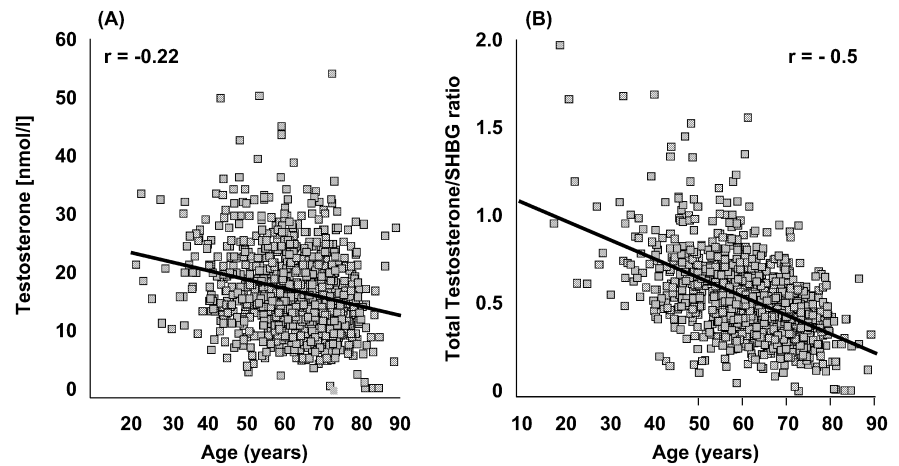 (A)
r = -0.22
Testosterone [nmol/l]
60
50
40
30
20
10
0
20 30 40 50 60 70 80 90
Age (years)
(B)
r = - 0.5
Total Testosterone/SHBG ratio
2.0
1.5
1.0
0.5
0
10 20 30 40 50 60 70 80 90
Age (years)